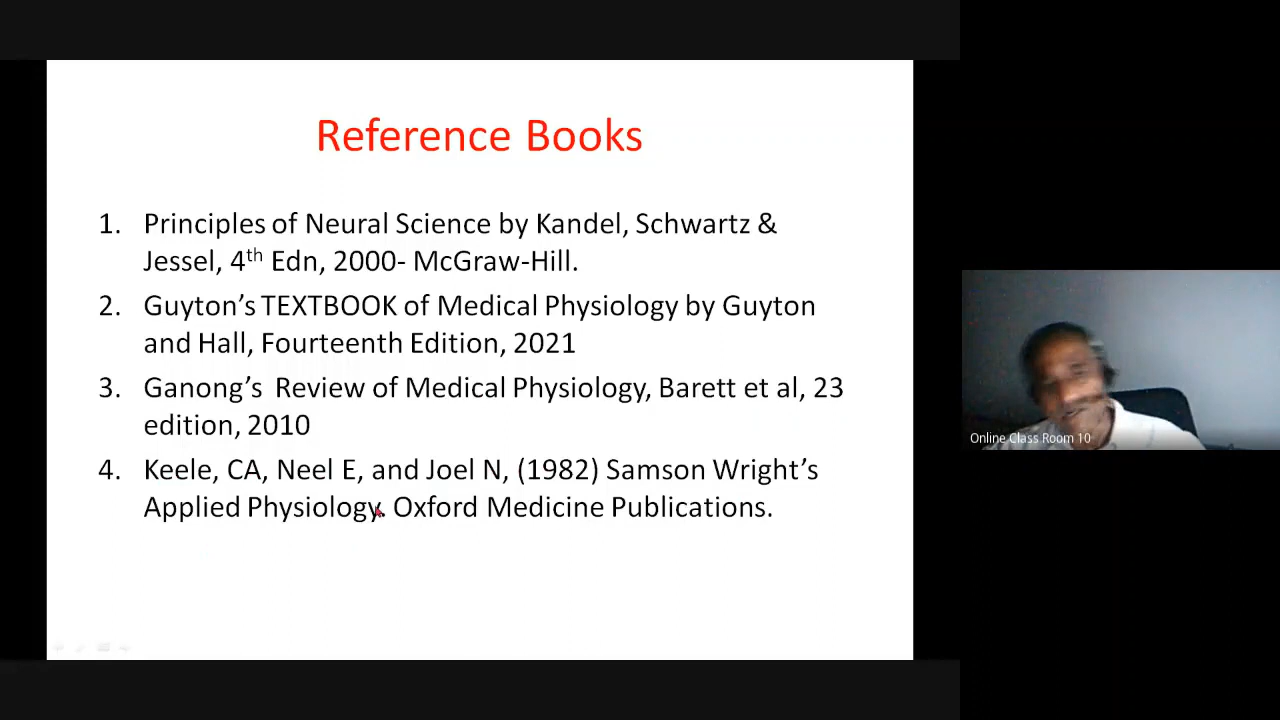 Reference Books
1. Principles of Neural Science by Kandel, Schwartz &
Jessel, 4th Edn, 2000- McGraw-Hill.
2. Guyton’s TEXTBOOK of Medical Physiology by Guyton
and Hall, Fourteenth Edition, 2021
3. Ganong’s Review of Medical Physiology, Barett et al, 23
edition, 2010
4. Keele, CA, Neel E, and Joel N, (1982) Samson Wright’s
Applied Physiology. Oxford Medicine Publications.
Online Class Room 10